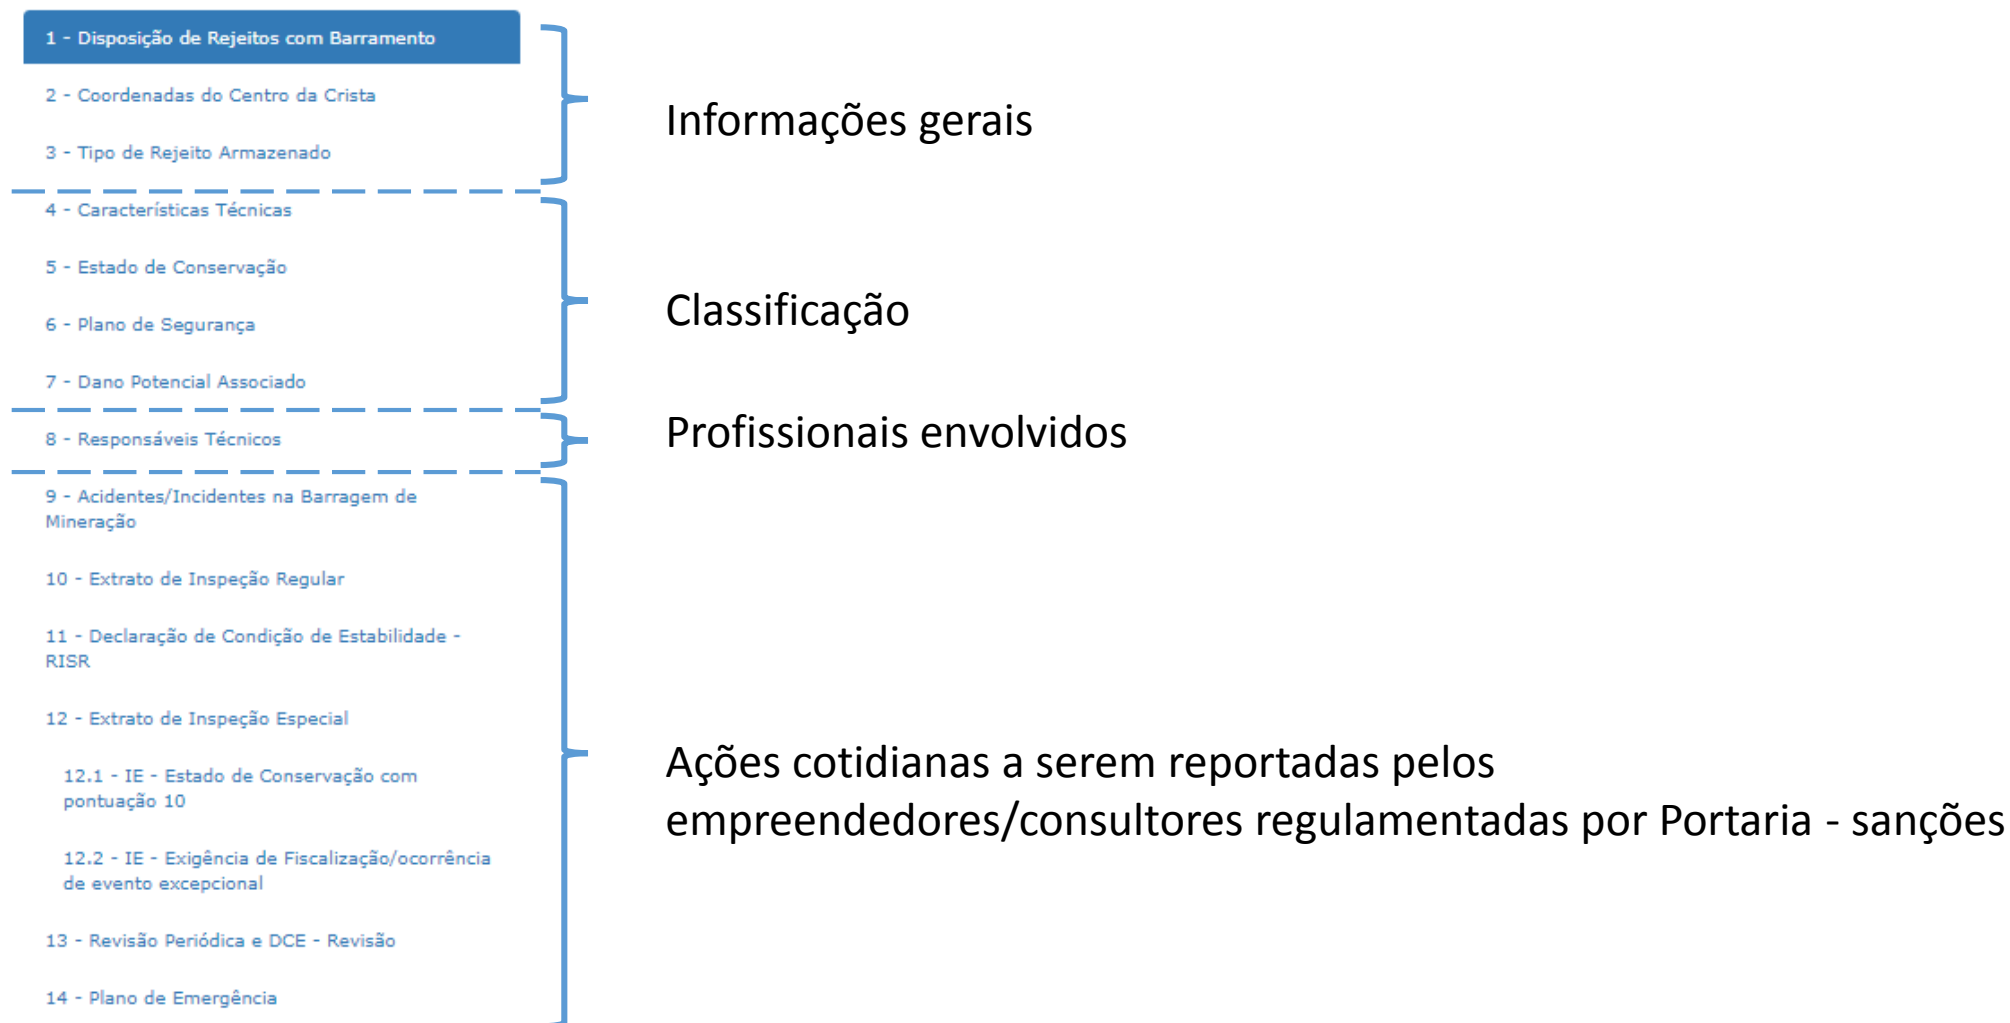 1 - Disposição de Rejeitos com Barramento
2 - Coordenadas do Centro da Crista
3 - Tipo de Rejeito Armazenado
Informações gerais
4 - Características Técnicas
5 - Estado de Conservação
6 - Plano de Segurança
7 - Dano Potencial Associado
Classificação
8 - Responsáveis Técnicos
Profissionais envolvidos
9 - Acidentes/Incidentes na Barragem de
Mineração
10 - Extrato de Inspeção Regular
11 - Declaração de Condição de Estabilidade -
RISR
12 - Extrato de Inspeção Especial
12.1 - IE - Estado de Conservação com
pontuação 10
12.2 - IE - Exigência de Fiscalização/ocorrência
de evento excepcional
13 - Revisão Periódica e DCE - Revisão
14 - Plano de Emergência
Ações cotidianas a serem reportadas pelos
empreendedores/consultores regulamentadas por Portaria - sanções